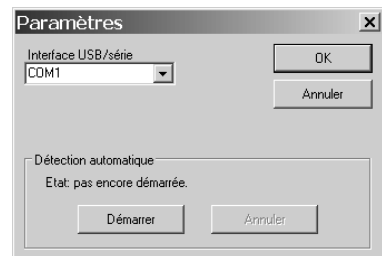 Paramètres
Interface USB/série
COM1
OK
Annuler
Détection automatique
Etat: pas encore démarrée.
Démarrer
Annuler